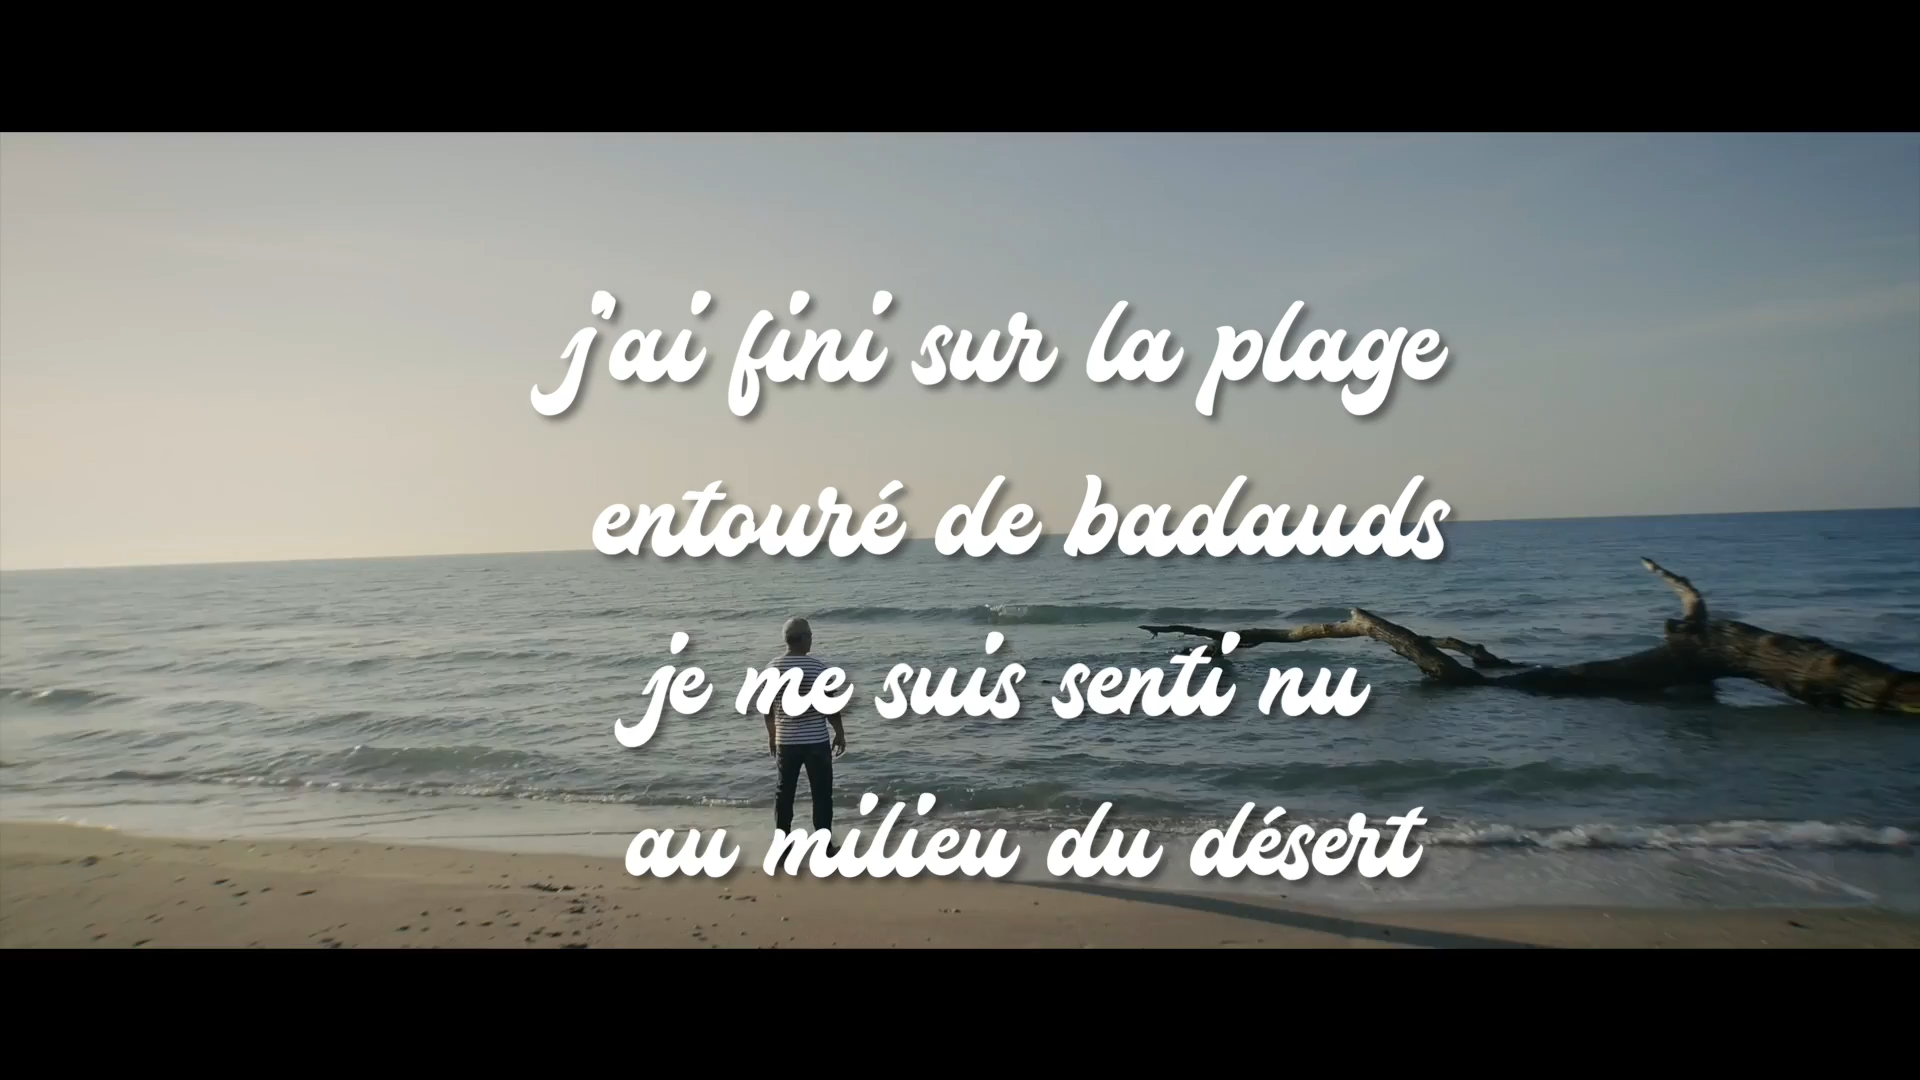 j'ai fini sur la plage
entouré de badauds
je me suis senti nu
au milieu du désert